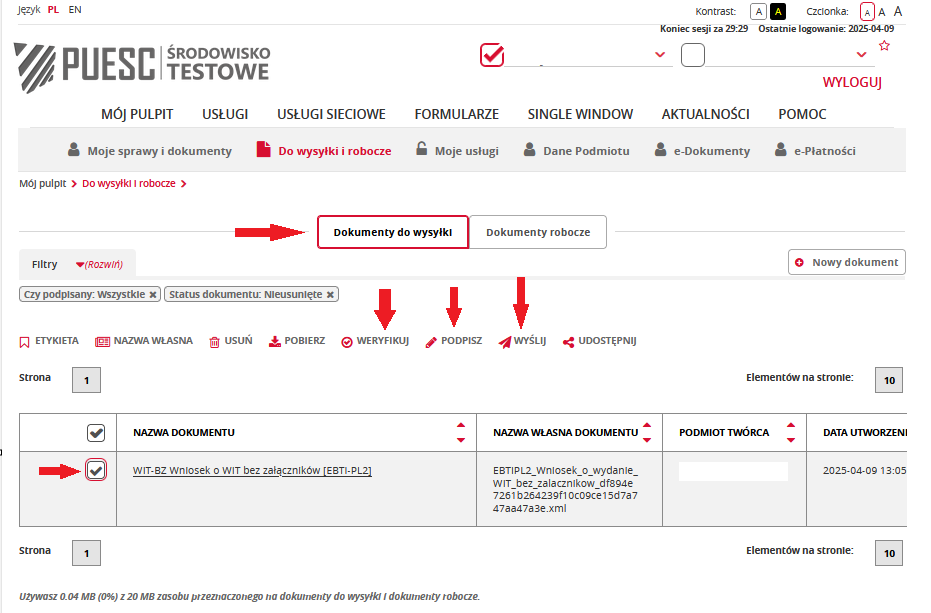 Język PL EN Kontrast: A A Czcionka: A A A
Koniec sesji za 29:29 Ostatnie logowanie: 2025-04-09
PUESC ŚRODOWISKO TESTOWE
WYLOGUJ
MÓJ PULPIT USŁUGI USŁUGI SIECIOWE FORMULARZE SINGLE WINDOW AKTUALNOŚCI POMOC
Moje sprawy i dokumenty Do wysyłki i robocze Moje usługi Dane Podmiotu e-Dokumenty e-Płatności
Mój pulpit Do wysyłki i robocze
Dokumenty do wysyłki Dokumenty robocze
Filtry (Rozwiń) Nowy dokument
Czy podpisany: Wszystkie Status dokumentu: Nieusunięte
ETYKIETA NAZWA WŁASNA USUŃ POBIERZ WERYFIKUJ PODPISZ WYŚLIJ UDOSTĘPNIJ
Strona 1 Elementów na stronie: 10
NAZWA DOKUMENTU NAZWA WŁASNA DOKUMENTU PODMIOT TWÓRCA DATA UTWORZENI
WIT-BZ Wniosek o WIT bez załączników [EBTI-PL2] EBTIPL2_Wniosek_o_wydanie_ 2025-04-09 13:05
WIT_bez_zalacznikow_df894e
7261b264239f10c09ce15d7a7
47aa47a3e.xml
Strona 1 Elementów na stronie: 10
Używasz 0.04 MB (0%) z 20 MB zasobu przeznaczonego na dokumenty do wysyłki i dokumenty robocze.